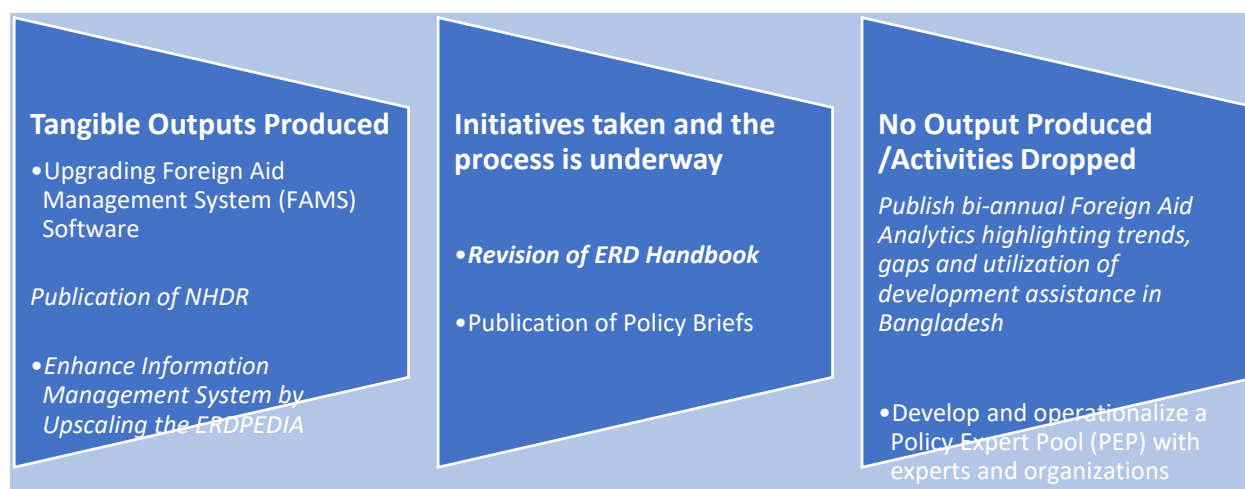 Tangible Outputs Produced
•Upgrading Foreign Aid
Management System (FAMS)
Software
Publication of NHDR
•Enhance Information
Management System by
Upscaling the ERDPEDIA
Initiatives taken and the
process is underway
•Revision of ERD Handbook
•Publication of Policy Briefs
No Output Produced
/Activities Dropped
Publish bi-annual Foreign Aid
Analytics highlighting trends,
gaps and utilization of
development assistance in
Bangladesh
•Develop and operationalize a
Policy Expert Pool (PEP) with
experts and organizations